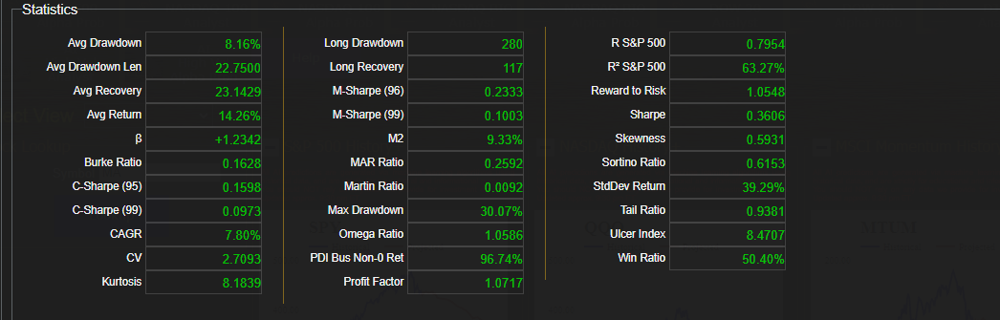 Statistics
Avg Drawdown 8.16%
Avg Drawdown Len 22.7500
Avg Recovery 23.1429
Avg Return 14.26%
β +1.2342
Burke Ratio 0.1628
C-Sharpe (95) 0.1598
C-Sharpe (99) 0.0973
CAGR 7.80%
CV 2.7093
Kurtosis 8.1839
Long Drawdown 280
Long Recovery 117
M-Sharpe (96) 0.2333
M-Sharpe (99) 0.1003
M2 9.33%
MAR Ratio 0.2592
Martin Ratio 0.0092
Max Drawdown 30.07%
Omega Ratio 1.0586
PDI Bus Non-0 Ret 96.74%
Profit Factor 1.0717
R S&P 500 0.7954
R² S&P 500 63.27%
Reward to Risk 1.0548
Sharpe 0.3606
Skewness 0.5931
Sortino Ratio 0.6153
StdDev Return 39.29%
Tail Ratio 0.9381
Ulcer Index 8.4707
Win Ratio 50.40%
MTUM